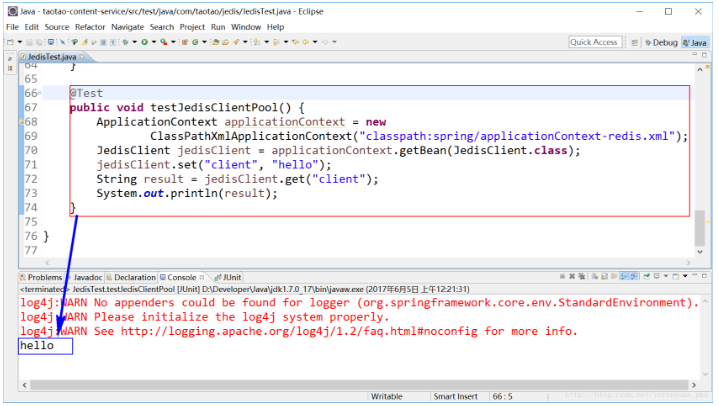 Java - taotao-content-service/src/test/java/com/taotao/jedis/JedisTest.java - Eclipse
File Edit Source Refactor Navigate Search Project Run Window Help
Quick Access
Debug
Java
JedisTest.java
64 }
65
66 @Test
67 public void testJedisClientPool() {
68 ApplicationContext applicationContext = new
69 ClassPathXmlApplicationContext("classpath:spring/applicationContext-redis.xml");
70 JedisClient jedisClient = applicationContext.getBean(JedisClient.class);
71 jedisClient.set("client", "hello");
72 String result = jedisClient.get("client");
73 System.out.println(result);
74 }
75
76 }
77
Problems Javadoc Declaration Console JUnit
<terminated> JedisTest.testJedisClientPool [JUnit] D:\Developer\Java\jdk1.7.0_17\bin\javaw.exe (2017年6月5日 上午12:21:31)
log4j:WARN No appenders could be found for logger (org.springframework.core.env.StandardEnvironment).
log4j:WARN Please initialize the log4j system properly.
log4j:WARN See http://logging.apache.org/log4j/1.2/faq.html#noconfig for more info.
hello
Writable Smart Insert 66 : 5